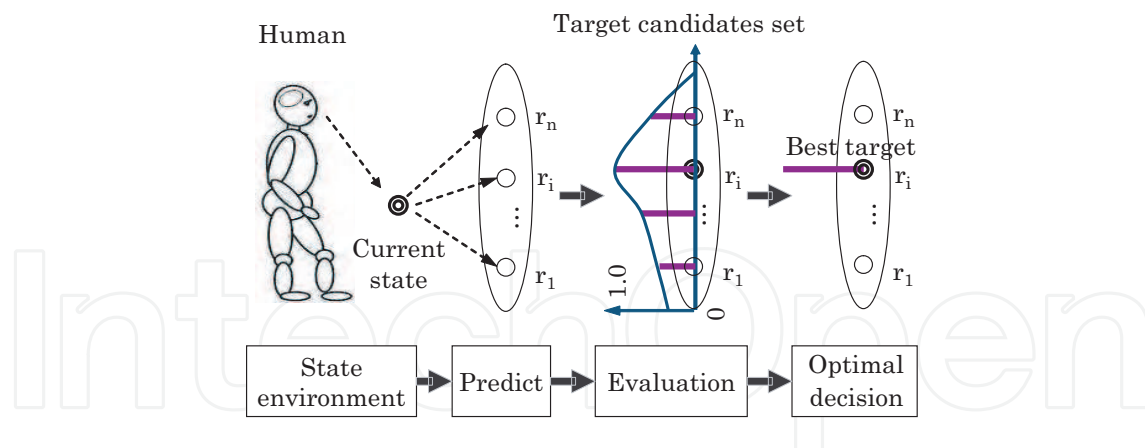 Human
Target candidates set
rn
ri
...
r1
Current
state
rn
ri
...
r1
1.0
0
Best target
rn
ri
...
r1
State
environment
Predict
Evaluation
Optimal
decision
IntechOpen